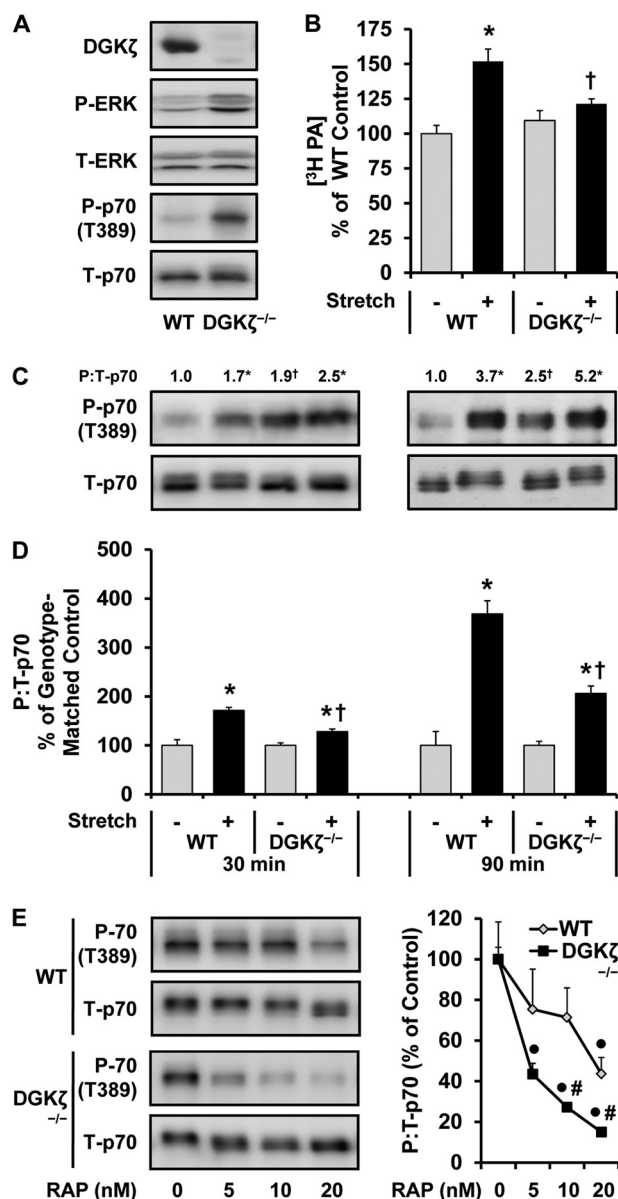 A
DGKζ
P-ERK
T-ERK
P-p70
(T389)
T-p70
WT DGKζ−/−
B
[³H PA]
% of WT Control
175
150
125
100
75
50
25
0
*
†
Stretch - + - +
WT DGKζ−/−
C
P:T-p70 1.0 1.7* 1.9† 2.5* 1.0 3.7* 2.5† 5.2*
P-p70
(T389)
T-p70
D
P:T-p70
% of Genotype-
Matched Control
500
400
300
200
100
0
* *† * *†
Stretch - + - + - + - +
WT DGKζ−/− WT DGKζ−/−
30 min 90 min
E
WT
P-70
(T389)
T-p70
DGKζ
−/−
P-70
(T389)
T-p70
RAP (nM) 0 5 10 20
P:T-p70 (% of Control)
120
100
80
60
40
20
0
WT
DGKζ
−/−
•
•
• #
• #
RAP (nM) 0 5 10 20